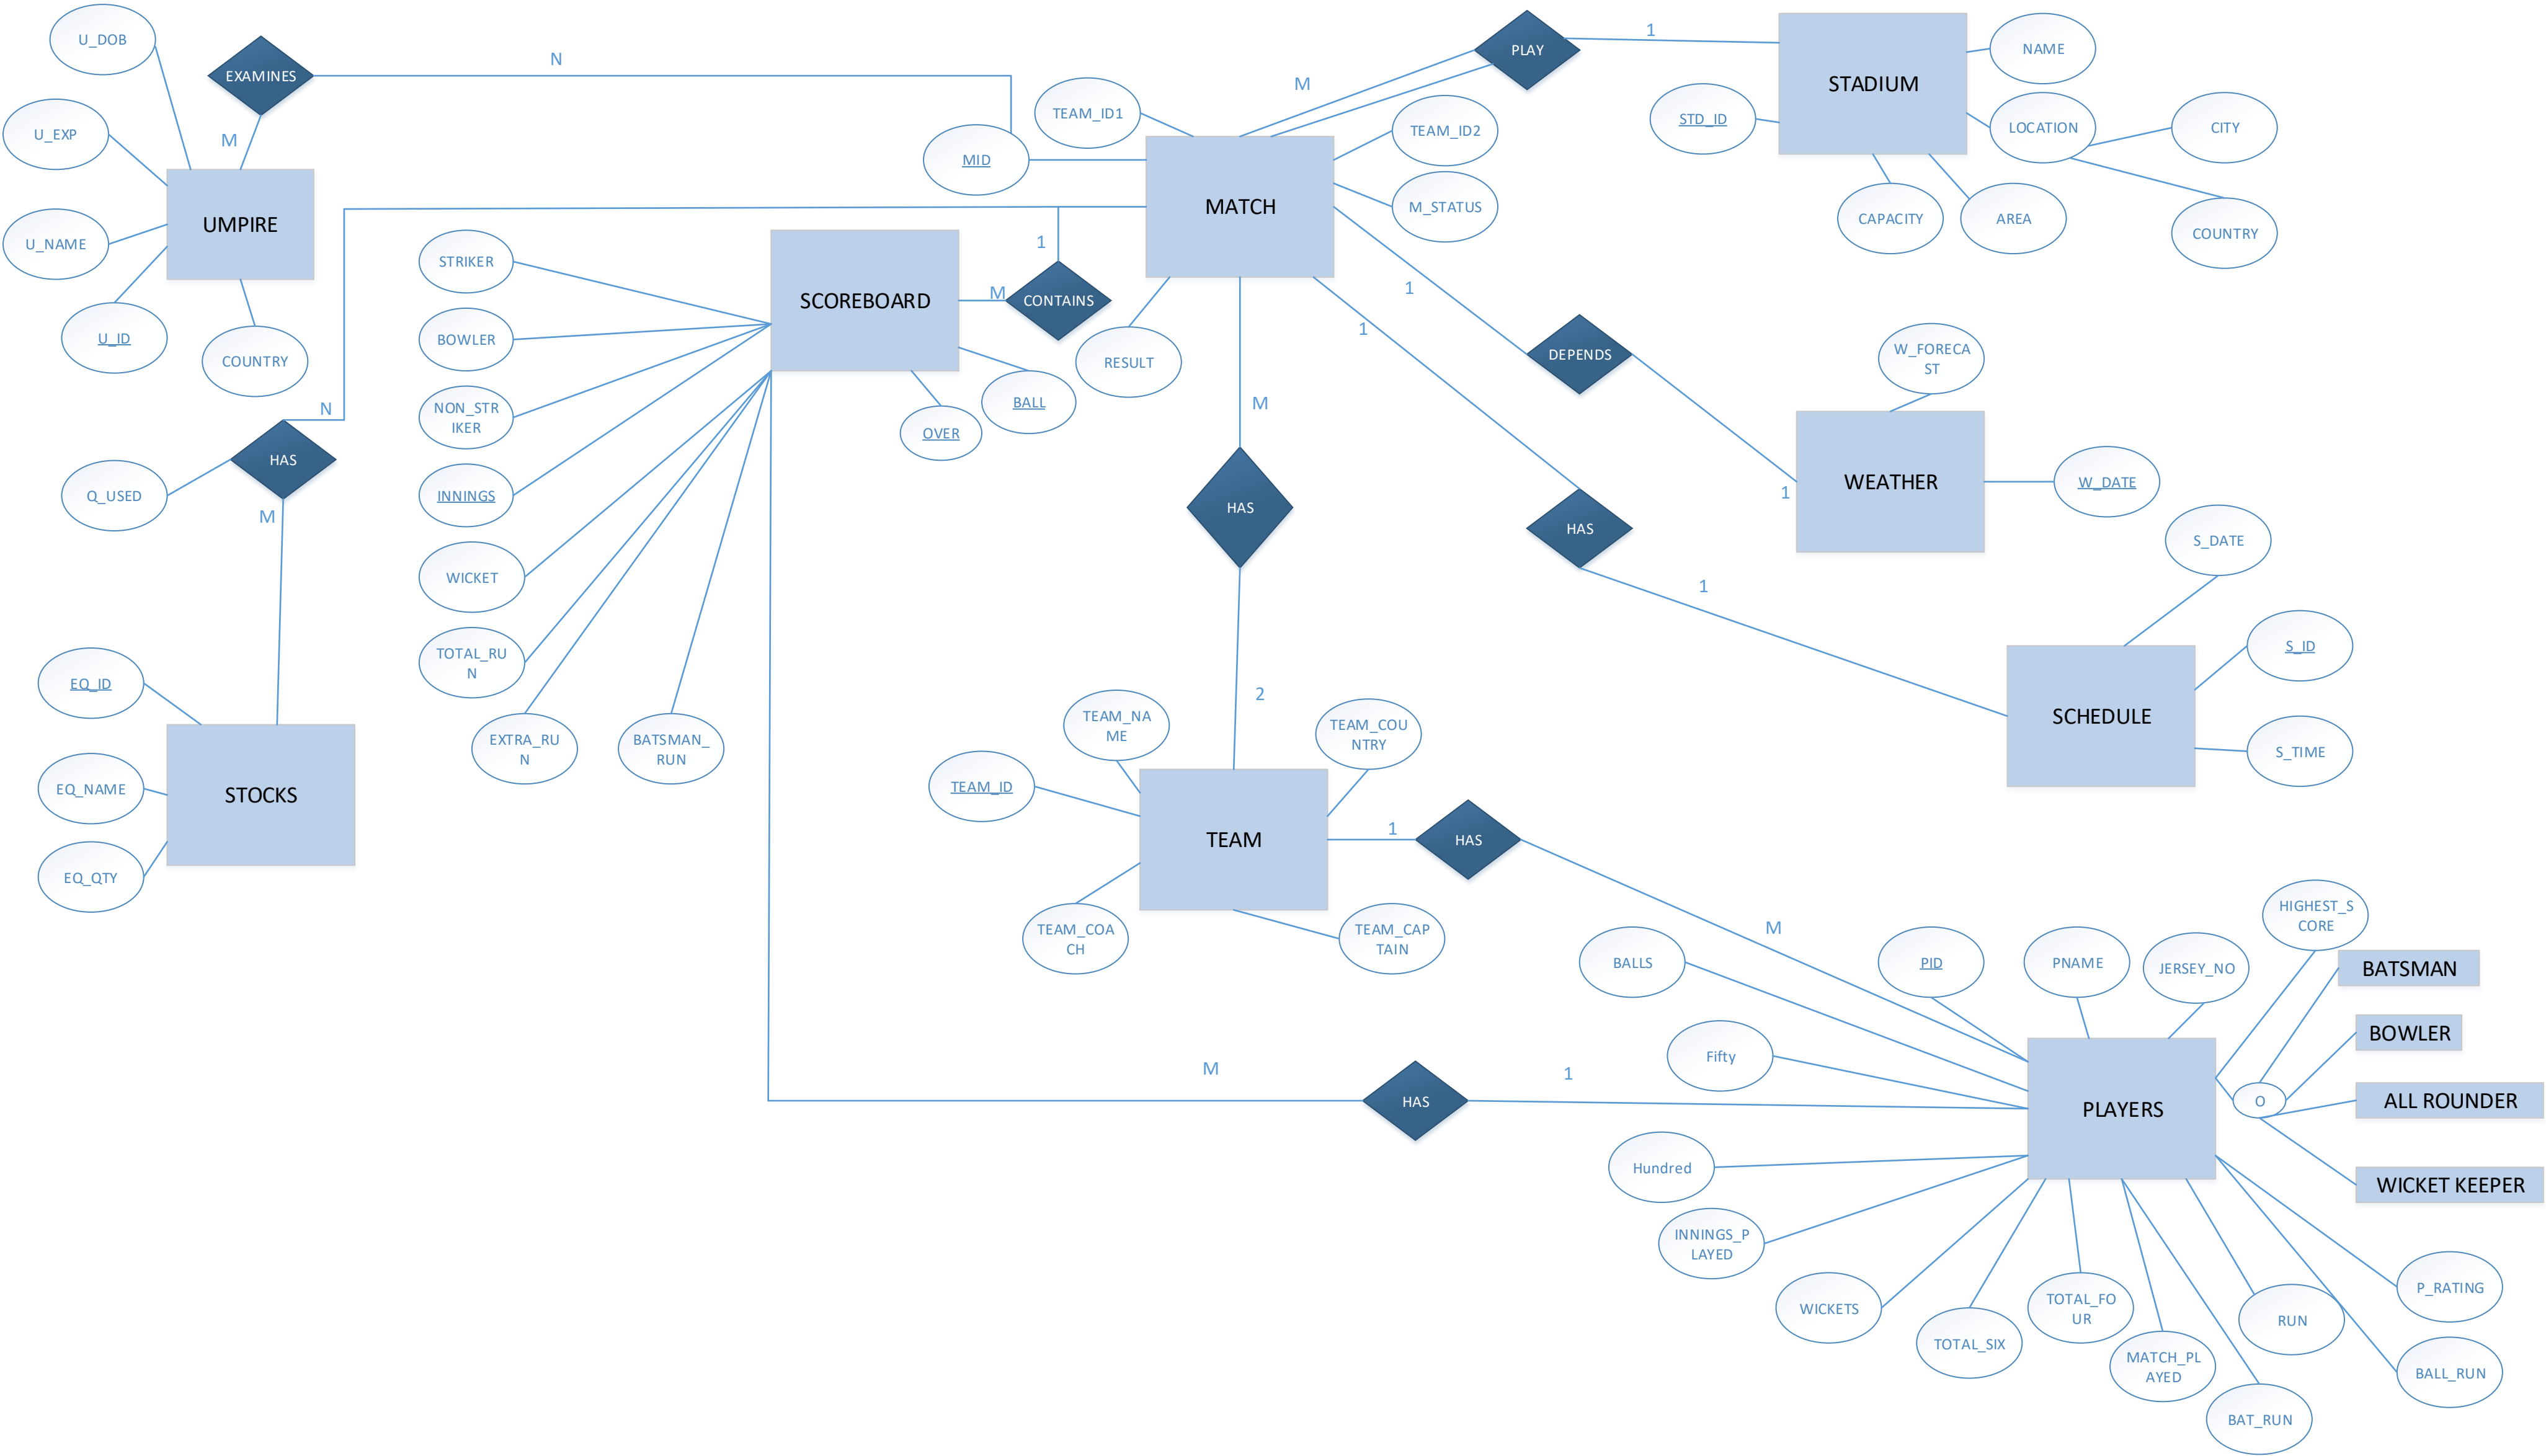 U_DOB
EXAMINES
N
M
U_EXP
U_NAME
U_ID
COUNTRY
UMPIRE
PLAY
1
M
STADIUM
NAME
STD_ID
LOCATION
CITY
COUNTRY
CAPACITY
AREA
TEAM_ID1
TEAM_ID2
MID
M_STATUS
MATCH
RESULT
1
1
M
STRIKER
BOWLER
NON_STR
IKER
INNINGS
WICKET
TOTAL_RU
N
EXTRA_RU
N
BATSMAN_
RUN
SCOREBOARD
1
M
CONTAINS
BALL
OVER
DEPENDS
1
W_FORECA
ST
WEATHER
W_DATE
N
HAS
Q_USED
M
EQ_ID
EQ_NAME
EQ_QTY
STOCKS
HAS
2
HAS
1
S_DATE
S_ID
S_TIME
SCHEDULE
TEAM_NA
ME
TEAM_COU
NTRY
TEAM_ID
TEAM
TEAM_COA
CH
TEAM_CAP
TAIN
1
HAS
M
M
HAS
1
BALLS
PID
PNAME
JERSEY_NO
HIGHEST_S
CORE
Fifty
Hundred
INNINGS_P
LAYED
WICKETS
TOTAL_SIX
TOTAL_FO
UR
MATCH_PL
AYED
BAT_RUN
RUN
BALL_RUN
P_RATING
PLAYERS
O
BATSMAN
BOWLER
ALL ROUNDER
WICKET KEEPER